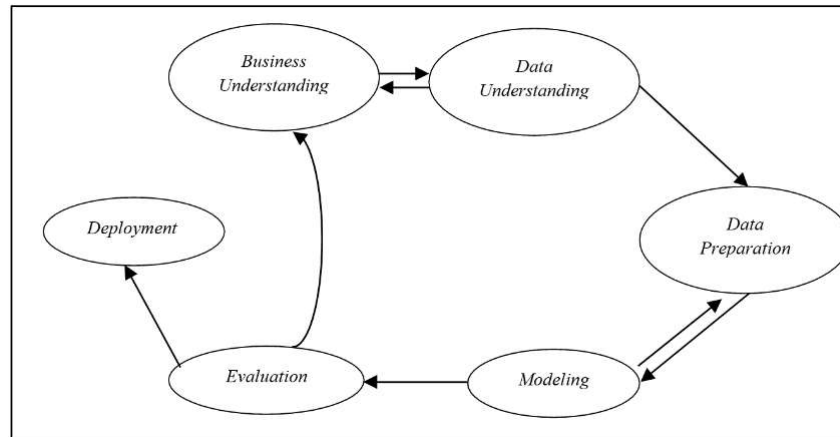 Business
Understanding
Data
Understanding
Deployment
Data
Preparation
Evaluation
Modeling